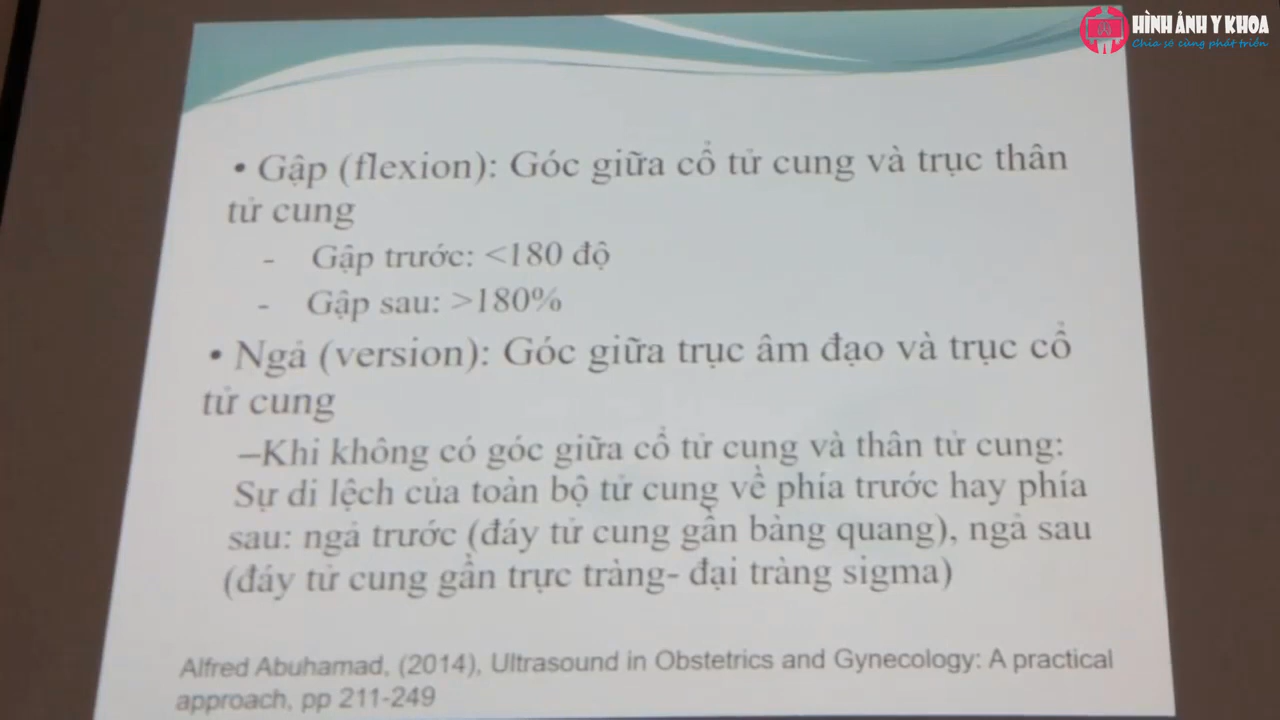 HÌNH ẢNH Y KHOA
Chia sẻ cùng phát triển
• Gập (flexion): Góc giữa cổ tử cung và trục thân
tử cung
- Gập trước: <180 độ
- Gập sau: >180%
• Ngả (version): Góc giữa trục âm đạo và trục cổ
tử cung
–Khi không có góc giữa cổ tử cung và thân tử cung:
Sự di lệch của toàn bộ tử cung về phía trước hay phía
sau: ngả trước (đáy tử cung gần bàng quang), ngả sau
(đáy tử cung gần trực tràng- đại tràng sigma)
Alfred Abuhamad, (2014), Ultrasound in Obstetrics and Gynecology: A practical
approach, pp 211-249